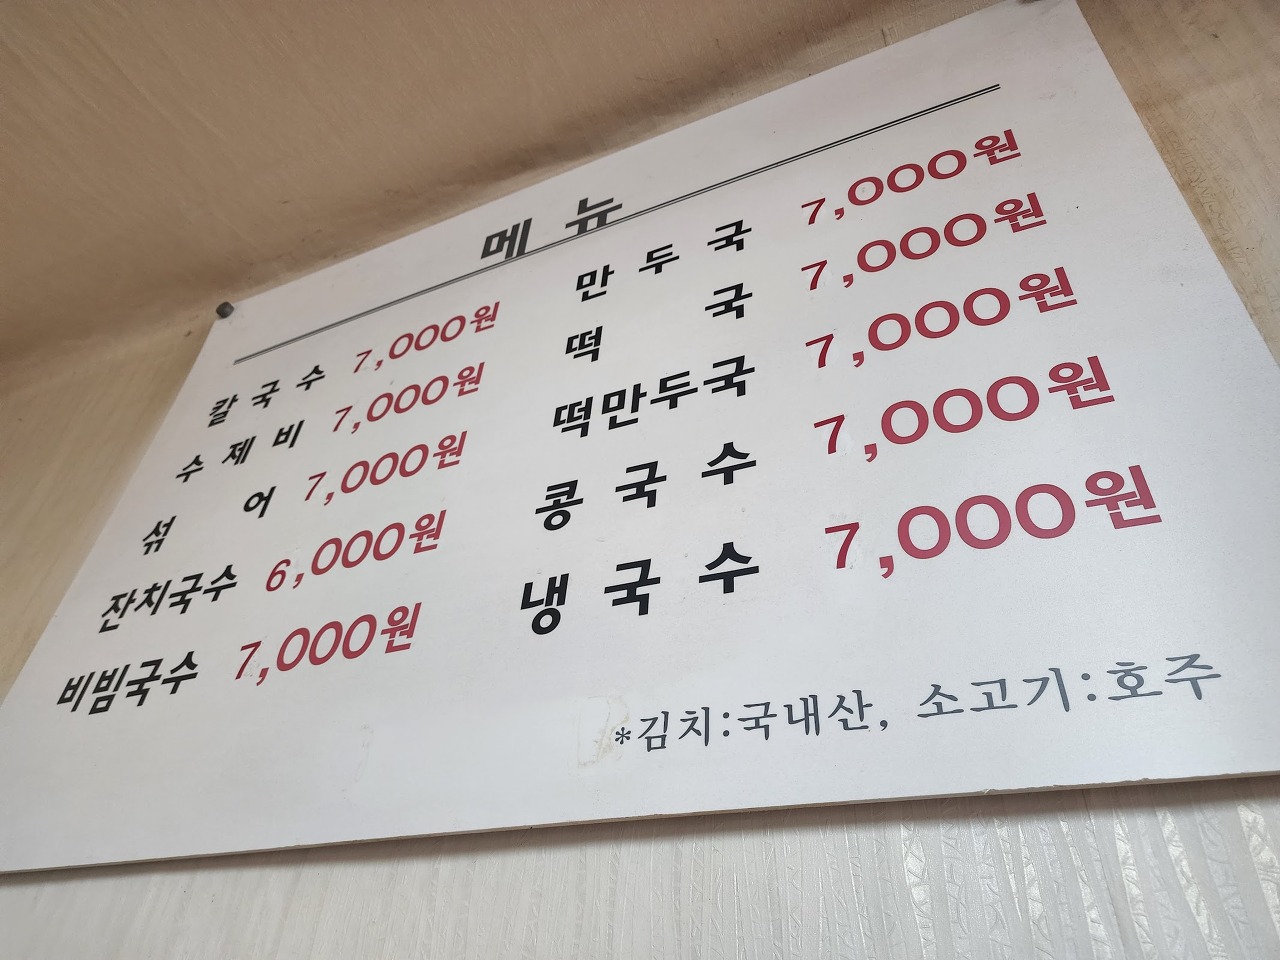 메뉴
칼국수 7,000원
수제비 7,000원
섞어 7,000원
잔치국수 6,000원
비빔국수 7,000원
만두국 7,000원
떡국 7,000원
떡만두국 7,000원
콩국수 7,000원
냉국수 7,000원
*김치:국내산, 소고기:호주